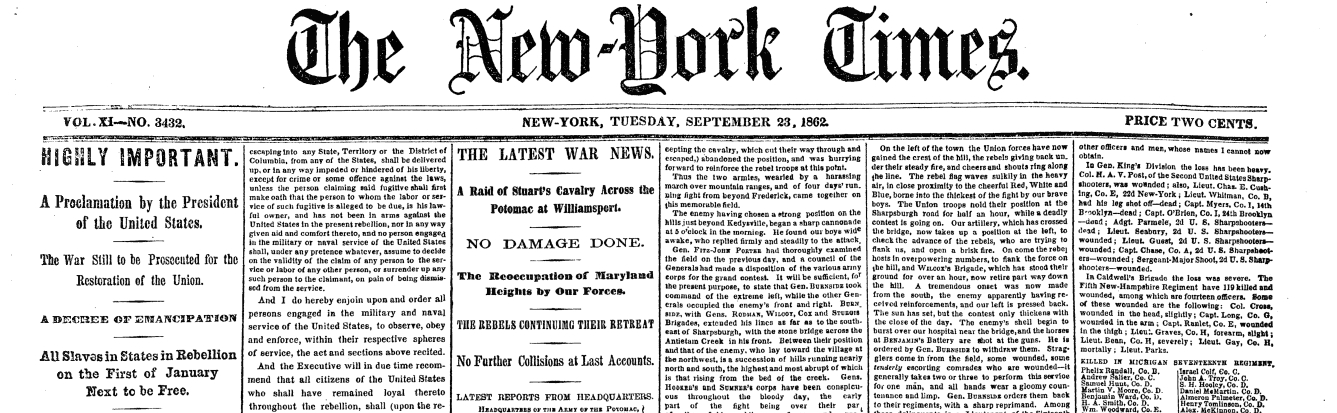 The New-York Times.
VOL. XI—NO. 3432.
NEW-YORK, TUESDAY, SEPTEMBER 23, 1862.
PRICE TWO CENTS.
HIGHLY IMPORTANT.
A Proclamation by the President
of the United States.
The War Still to be Prosecuted for the
Restoration of the Union.
A DECREE OF EMANCIPATION
All Slaves in States in Rebellion
on the First of January
Next to be Free.
escaping into any State, Territory or the District of
Columbia, from any of the States, shall be delivered
up, or in any way impeded or hindered of his liberty,
except for crime or some offence against the laws,
unless the person claiming said fugitive shall first
make oath that the person to whom the labor or ser-
vice of such fugitive is alleged to be due, is his law-
ful owner, and has not been in arms against the
United States in the present rebellion, nor in any way
given aid and comfort thereto, and no person engaged
in the military or naval service of the United States
shall, under any pretence whatever, assume to decide
on the validity of the claim of any person to the ser-
vice or labor of any other person, or surrender up any
such person to the claimant, on pain of being dismis-
sed from the service.
And I do hereby enjoin upon and order all
persons engaged in the military and naval
service of the United States, to observe, obey
and enforce, within their respective spheres
of service, the act and sections above recited.
And the Executive will in due time recom-
mend that all citizens of the United States
who shall have remained loyal thereto
throughout the rebellion, shall (upon the re-
THE LATEST WAR NEWS.
A Raid of Stuart's Cavalry Across the
Potomac at Williamsport.
NO DAMAGE DONE.
The Reoccupation of Maryland
Heights by Our Forces.
THE REBELS CONTINUING THEIR RETREAT
No Further Collisions at Last Accounts.
LATEST REPORTS FROM HEADQUARTERS.
HEADQUARTERS OF THE ARMY OF THE POTOMAC,
cepting the cavalry, which cut their way through and
escaped,) abandoned the position, and was hurrying
forward to reinforce the rebel troops at this point.
Thus the two armies, wearied by a harassing
march over mountain ranges, and of four days' run-
ning fight from beyond Frederick, came together on
this memorable field.
The enemy having chosen a strong position on the
hills just beyond Kedysville, began a sharp cannonade
at 5 o'clock in the morning. He found our boys wide
awake, who replied firmly and steadily to the attack,
Gen. FITZ-JOHN PORTER had thoroughly examined
the field on the previous day, and a council of the
Generals had made a disposition of the various army
corps for the grand contest. It will be sufficient, for
the present purpose, to state that Gen. BURNSIDE took
command of the extreme left, while the other Gen-
erals occupied the enemy's front and right. BURN-
SIDE, with Gens. RODMAN, WILCOX, COX and STURGIS
Brigades, extended his lines as far as to the south-
east of Sharpsburgh, with the stone bridge across the
Antietam Creek in his front. Between their position
and that of the enemy, who lay toward the village at
the northwest, is a succession of hills running nearly
north and south, the highest and most abrupt of which
is that rising from the bed of the creek. Gens.
HOOKER'S and SUMNER'S corps have been conspicu-
ous throughout the bloody day, the early
part of the fight being over their par
On the left of the town the Union forces have now
gained the crest of the hill, the rebels giving back un-
der their steady fire, and cheers and shouts ring along
the line. The rebel flag waves sulkily in the heavy
air, in close proximity to the cheerful Red, White and
Blue, borne into the thickest of the fight by our brave
boys. The Union troops hold their position at the
Sharpsburgh road for half an hour, while a deadly
contest is going on. Our artillery, which has crossed
the bridge, now takes up a position at the left, to
check the advance of the rebels, who are trying to
flank us, and open a brick fire. On come the rebel
hosts in overpowering numbers, to flank the force on
the hill, and WILCOX'S Brigade, which has stood their
ground for over an hour, now retire part way down
the hill. A tremendous onset was now made
from the south, the enemy apparently having re-
ceived reinforcements, and our left is pressed back.
The sun has set, but the contest only thickens with
the close of the day. The enemy's shell begin to
burst over our hospital near the bridge, and the horses
at BENJAMIN'S Battery are shot at the guns. He is
ordered by Gen. BURNSIDE to withdraw them. Strag-
glers come in from the field, some wounded, some
tenderly escorting comrades who are wounded—it
generally takes two or three to perform this service
for one man, and all hands wear a gloomy coun-
tenance and limp. Gen. BURNSIDE orders them back
to their regiments, with a sharp reprimand. Among
other officers and men, whose names I cannot now
obtain.
In Gen. King's Division the loss has been heavy.
Col. H. A. V. Post, of the Second United States Sharp-
shooters, was wounded; also, Lieut. Chas. E. Cush-
ing, Co. E, 22d New-York; Lieut. Whitman, Co. B,
had his leg shot off—dead; Capt. Myers, Co. I, 14th
Brooklyn—dead; Capt. O'Brien, Co. I, 24th Brooklyn
—dead; Adgt. Parmele, 2d U. S. Sharpshooters—
dead; Lieut. Seabury, 2d U. S. Sharpshooters—
wounded; Lieut. Guest, 2d U. S. Sharpshooters—
wounded; Capt. Chase, Co. A, 2d U. S. Sharpshoot-
ers—wounded; Sergeant-Major Shoof, 2d U. S. Sharp-
shooters—wounded.
In Caldwell's Brigade the loss was severe. The
Fifth New-Hampshire Regiment have 119 killed and
wounded, among which are fourteen officers. Some
of these wounded are the following: Col. Cross,
wounded in the head, slightly; Capt. Long, Co. G,
wounded in the arm; Capt. Ranlet, Co. E, wounded
in the thigh; Lieut. Graves, Co. H, forearm, slight;
Lieut. Bean, Co. H, severely; Lieut. Gay, Co. H,
mortally; Lieut. Parks.
KILLED IN MICHIGAN SEVENTEENTH REGIMENT,
Phelix Randall, Co. B.
Andrew Salier, Co. C.
Samuel Hunt, Co. D.
Martin V. Moore, Co. D.
Benjamin Ward, Co. D.
H. A. Smith, Co. D.
Wm. Woodward, Co. E.
Israel Coif, Co. C.
John A. Troy, Co. C.
S. H. Hooley, Co. D.
Daniel McMartin, Co. D.
Almeron Palmeter, Co. D.
Henry Tomlinson, Co. D.
Alex. McKinnon, Co. E.